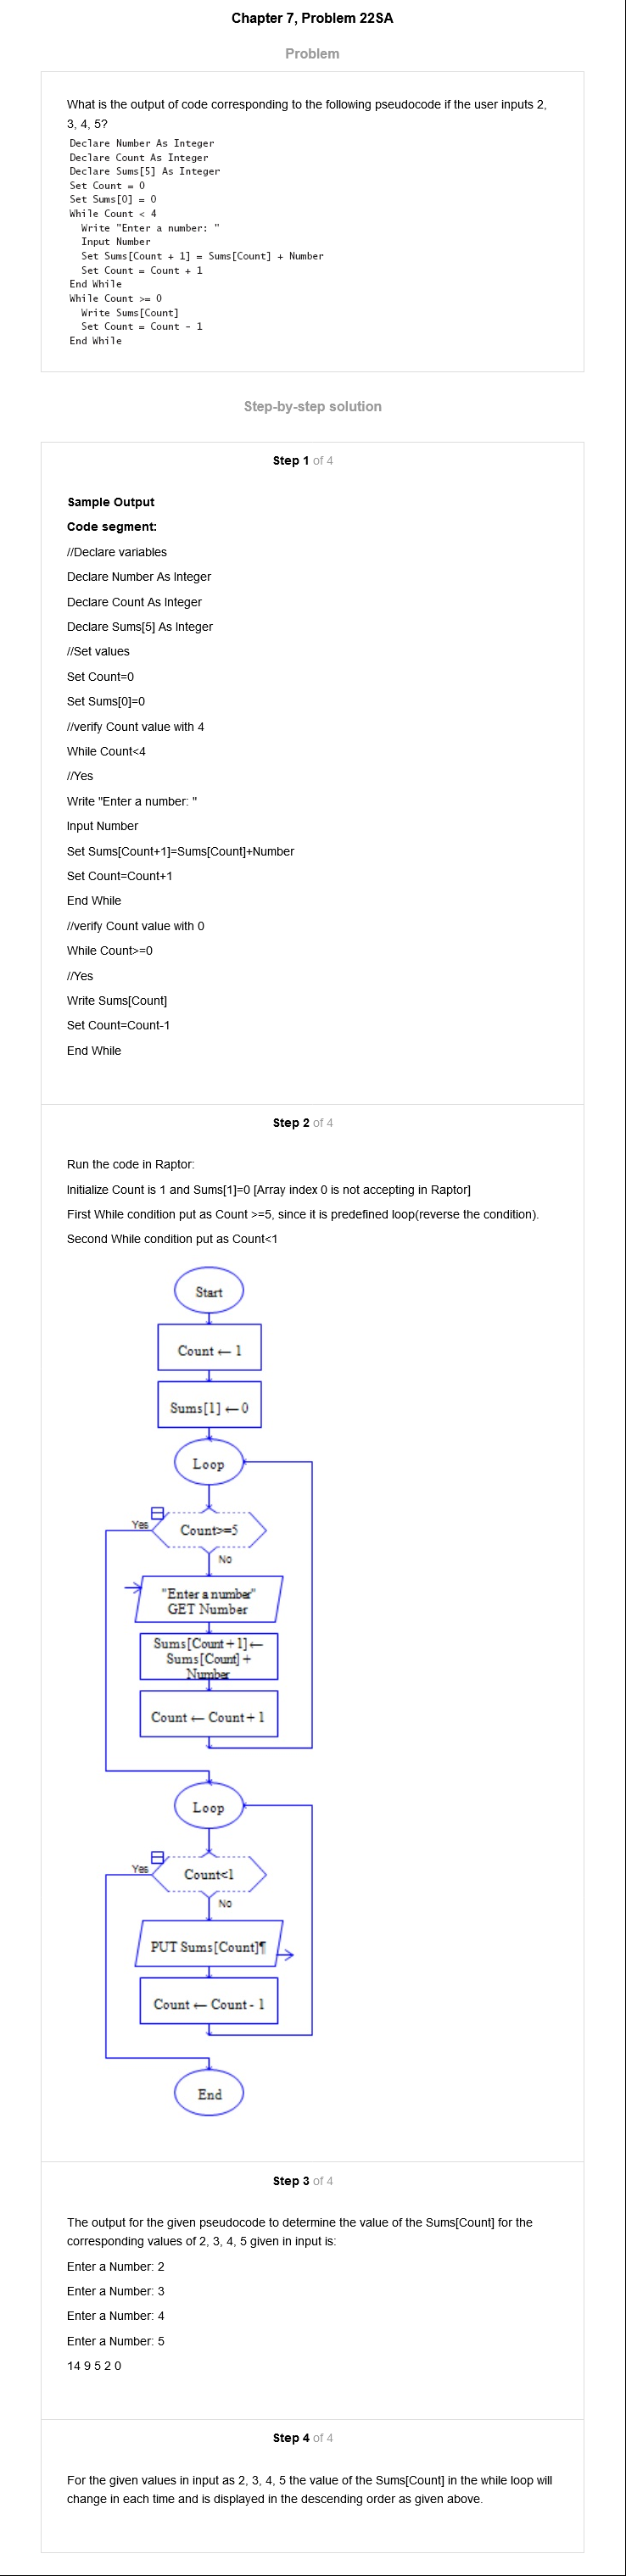 Chapter 7, Problem 22SA
Problem
What is the output of code corresponding to the following pseudocode if the user inputs 2,
3, 4, 5?
Declare Number As Integer
Declare Count As Integer
Declare Sums[5] As Integer
Set Count = 0
Set Sums[0] = 0
While Count < 4
Write "Enter a number: "
Input Number
Set Sums[Count + 1] = Sums[Count] + Number
Set Count = Count + 1
End While
While Count >= 0
Write Sums[Count]
Set Count = Count - 1
End While
Step-by-step solution
Step 1 of 4
Sample Output
Code segment:
//Declare variables
Declare Number As Integer
Declare Count As Integer
Declare Sums[5] As Integer
//Set values
Set Count=0
Set Sums[0]=0
//verify Count value with 4
While Count<4
//Yes
Write "Enter a number: "
Input Number
Set Sums[Count+1]=Sums[Count]+Number
Set Count=Count+1
End While
//verify Count value with 0
While Count>=0
//Yes
Write Sums[Count]
Set Count=Count-1
End While
Step 2 of 4
Run the code in Raptor:
Initialize Count is 1 and Sums[1]=0 [Array index 0 is not accepting in Raptor]
First While condition put as Count >=5, since it is predefined loop(reverse the condition).
Second While condition put as Count<1
Start
Count ← 1
Sums[1] ← 0
Loop
Yes
Count>=5
No
"Enter a number"
GET Number
Sums[Count+1] ←
Sums[Count] +
Number
Count ← Count + 1
Loop
Yes
Count<1
No
PUT Sums[Count]¶
Count ← Count - 1
End
Step 3 of 4
The output for the given pseudocode to determine the value of the Sums[Count] for the
corresponding values of 2, 3, 4, 5 given in input is:
Enter a Number: 2
Enter a Number: 3
Enter a Number: 4
Enter a Number: 5
14 9 5 2 0
Step 4 of 4
For the given values in input as 2, 3, 4, 5 the value of the Sums[Count] in the while loop will
change in each time and is displayed in the descending order as given above.